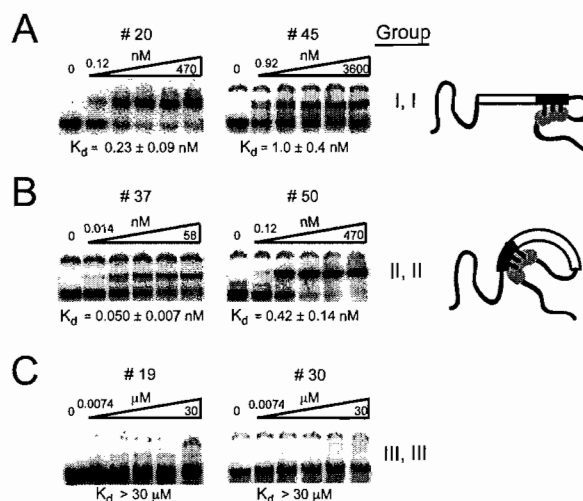 A
# 20
# 45
Group
nM
nM
0
0.12
470
0
0.92
3600
I, I
Kd = 0.23 ± 0.09 nM
Kd = 1.0 ± 0.4 nM
B
# 37
# 50
nM
nM
0
0.014
58
0
0.12
470
II, II
Kd = 0.050 ± 0.007 nM
Kd = 0.42 ± 0.14 nM
C
# 19
# 30
μM
μM
0
0.0074
30
0
0.0074
30
III, III
Kd > 30 μM
Kd > 30 μM